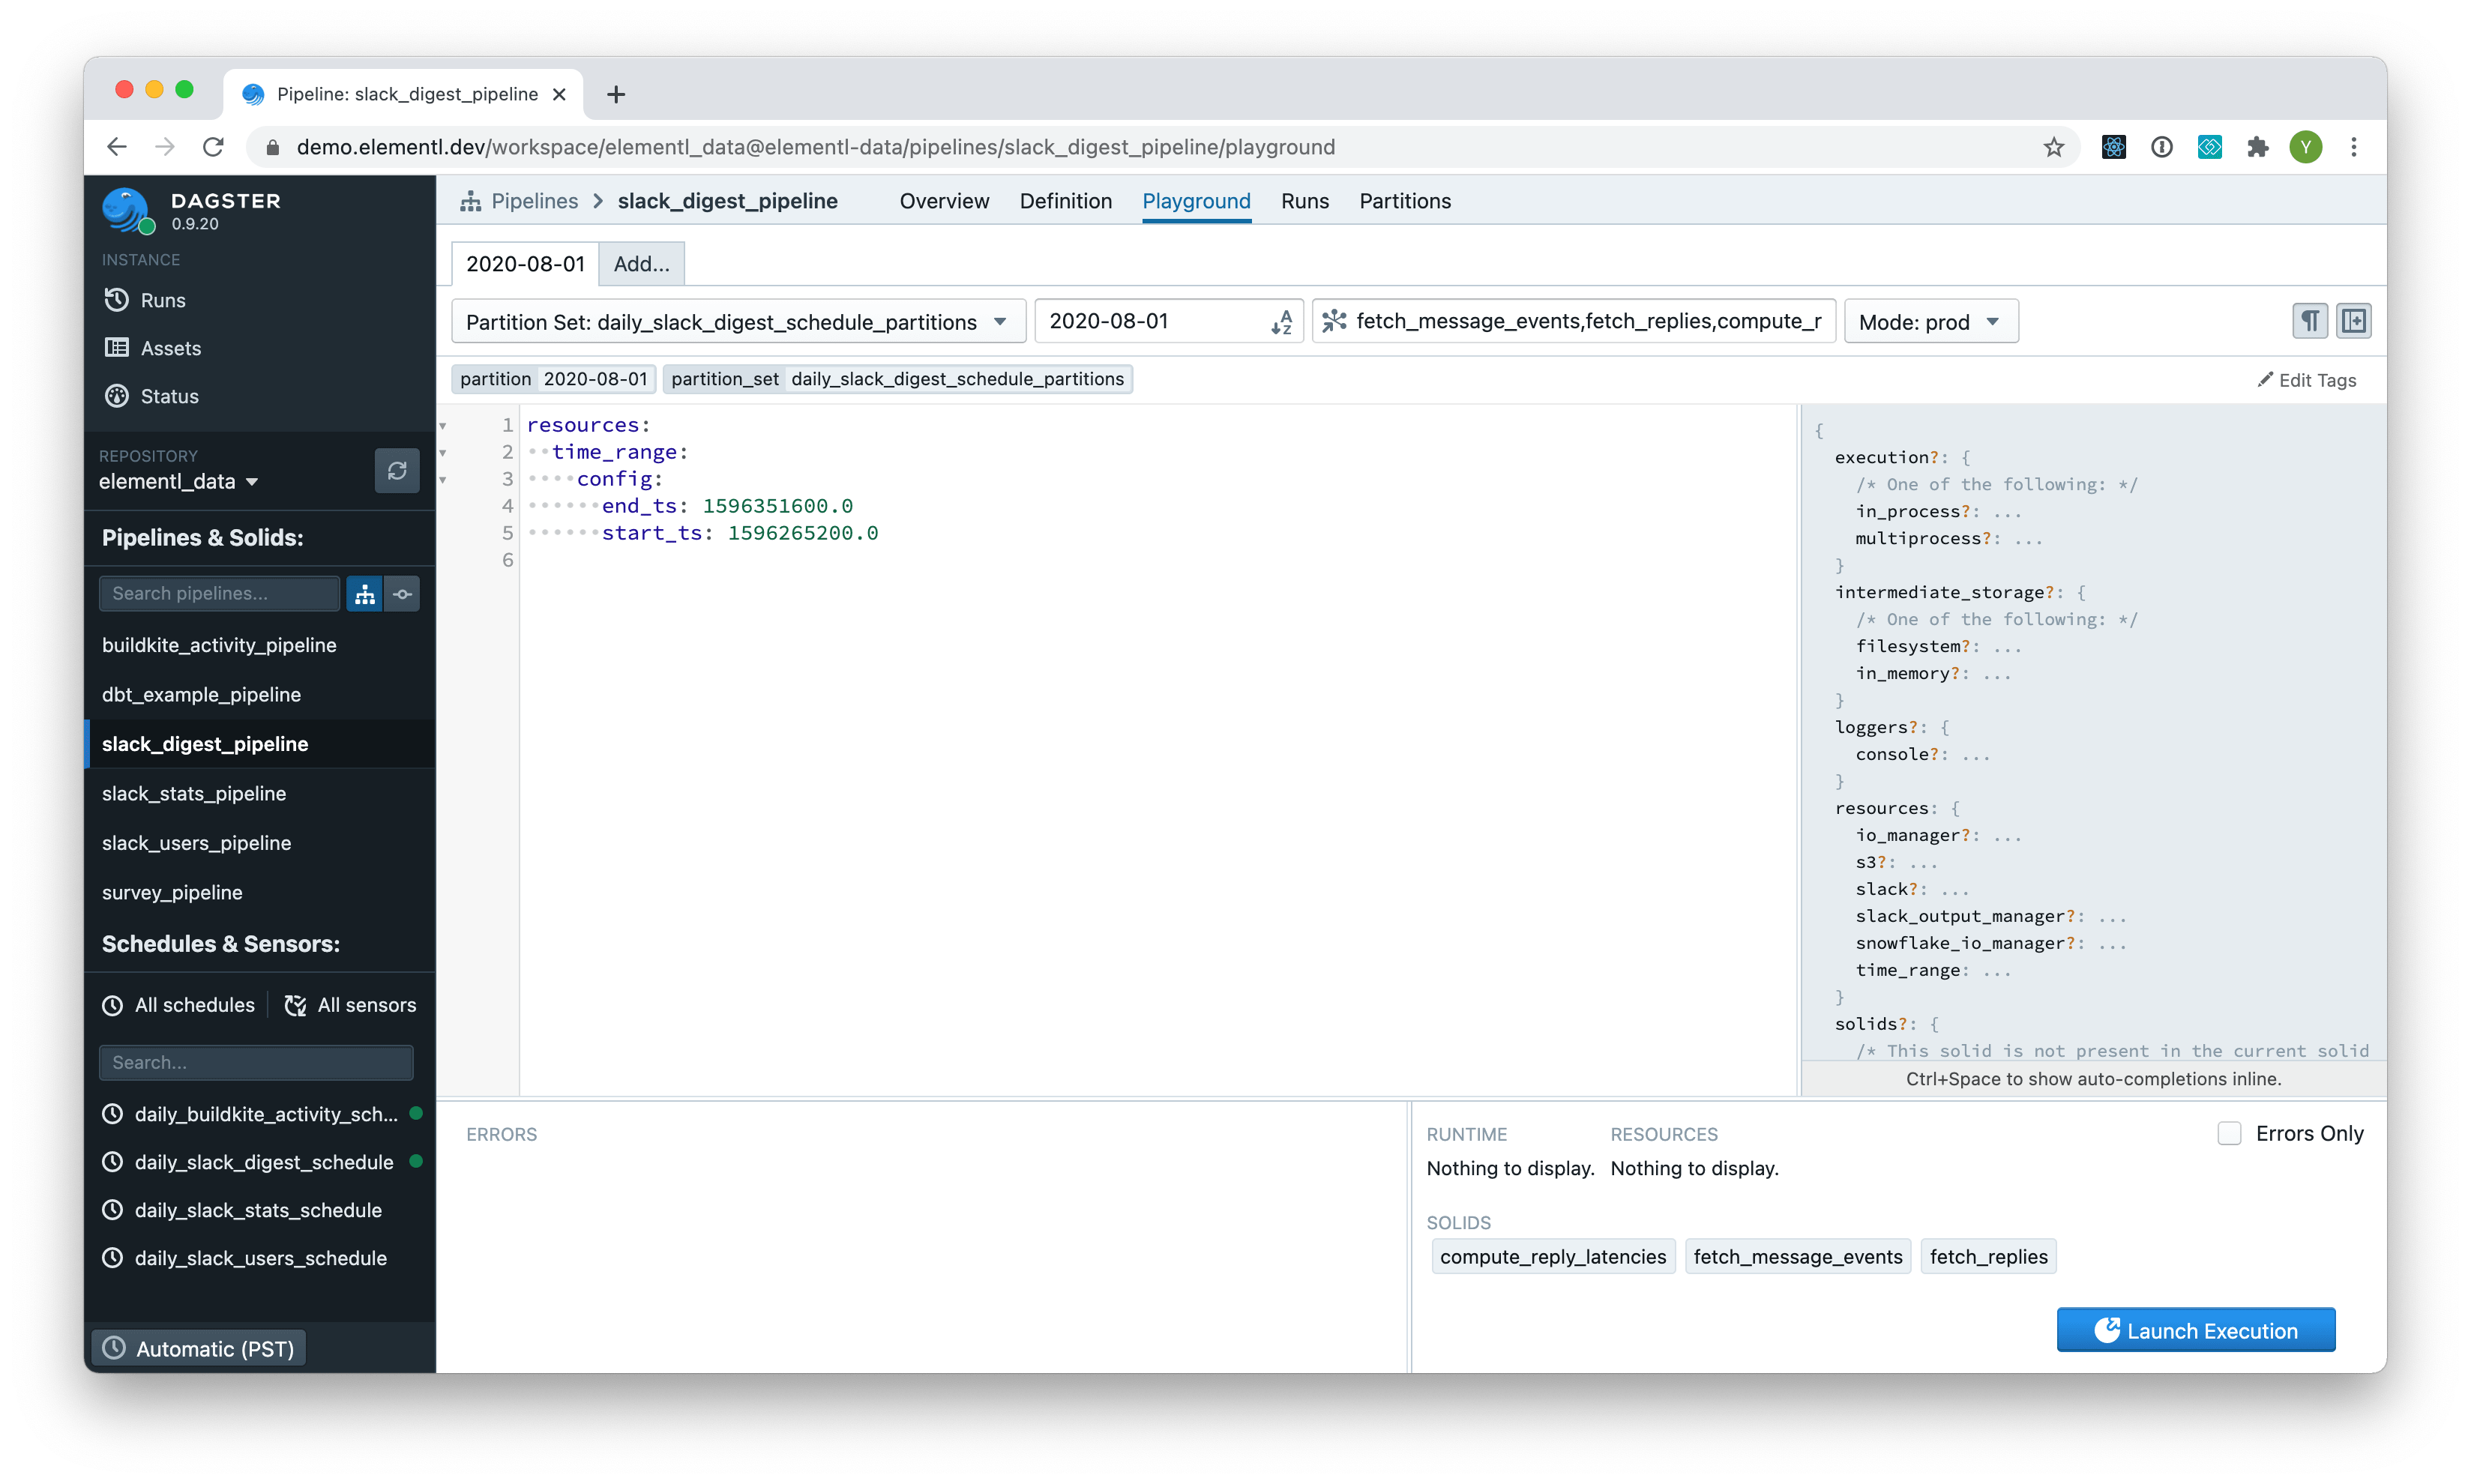 Pipeline: slack_digest_pipeline
demo.elementl.dev/workspace/elementl_data@elementl-data/pipelines/slack_digest_pipeline/playground
Y
DAGSTER
0.9.20
INSTANCE
Runs
Assets
Status
REPOSITORY
elementl_data
Pipelines & Solids:
Search pipelines...
buildkite_activity_pipeline
dbt_example_pipeline
slack_digest_pipeline
slack_stats_pipeline
slack_users_pipeline
survey_pipeline
Schedules & Sensors:
All schedules All sensors
Search...
daily_buildkite_activity_sch...
daily_slack_digest_schedule
daily_slack_stats_schedule
daily_slack_users_schedule
Automatic (PST)
Pipelines > slack_digest_pipeline Overview Definition Playground Runs Partitions
2020-08-01 Add...
Partition Set: daily_slack_digest_schedule_partitions 2020-08-01 fetch_message_events,fetch_replies,compute_r Mode: prod
partition 2020-08-01 partition_set daily_slack_digest_schedule_partitions Edit Tags
1 resources:
2 time_range:
3 config:
4 end_ts: 1596351600.0
5 start_ts: 1596265200.0
6
{
execution?: {
/* One of the following: */
in_process?: ...
multiprocess?: ...
}
intermediate_storage?: {
/* One of the following: */
filesystem?: ...
in_memory?: ...
}
loggers?: {
console?: ...
}
resources: {
io_manager?: ...
s3?: ...
slack?: ...
slack_output_manager?: ...
snowflake_io_manager?: ...
time_range: ...
}
solids?: {
/* This solid is not present in the current solid
Ctrl+Space to show auto-completions inline.
ERRORS
RUNTIME RESOURCES Errors Only
Nothing to display. Nothing to display.
SOLIDS
compute_reply_latencies fetch_message_events fetch_replies
Launch Execution